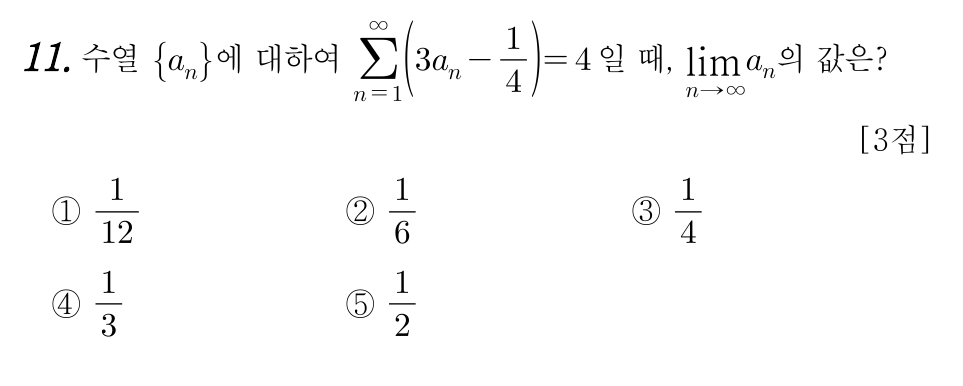 11. 수열 {aₙ}에 대하여 ∑_{n=1}^{∞}(3aₙ − 1/4) = 4 일 때, lim_{n→∞} aₙ의 값은?
[3점]
① 1/12 ② 1/6 ③ 1/4
④ 1/3 ⑤ 1/2